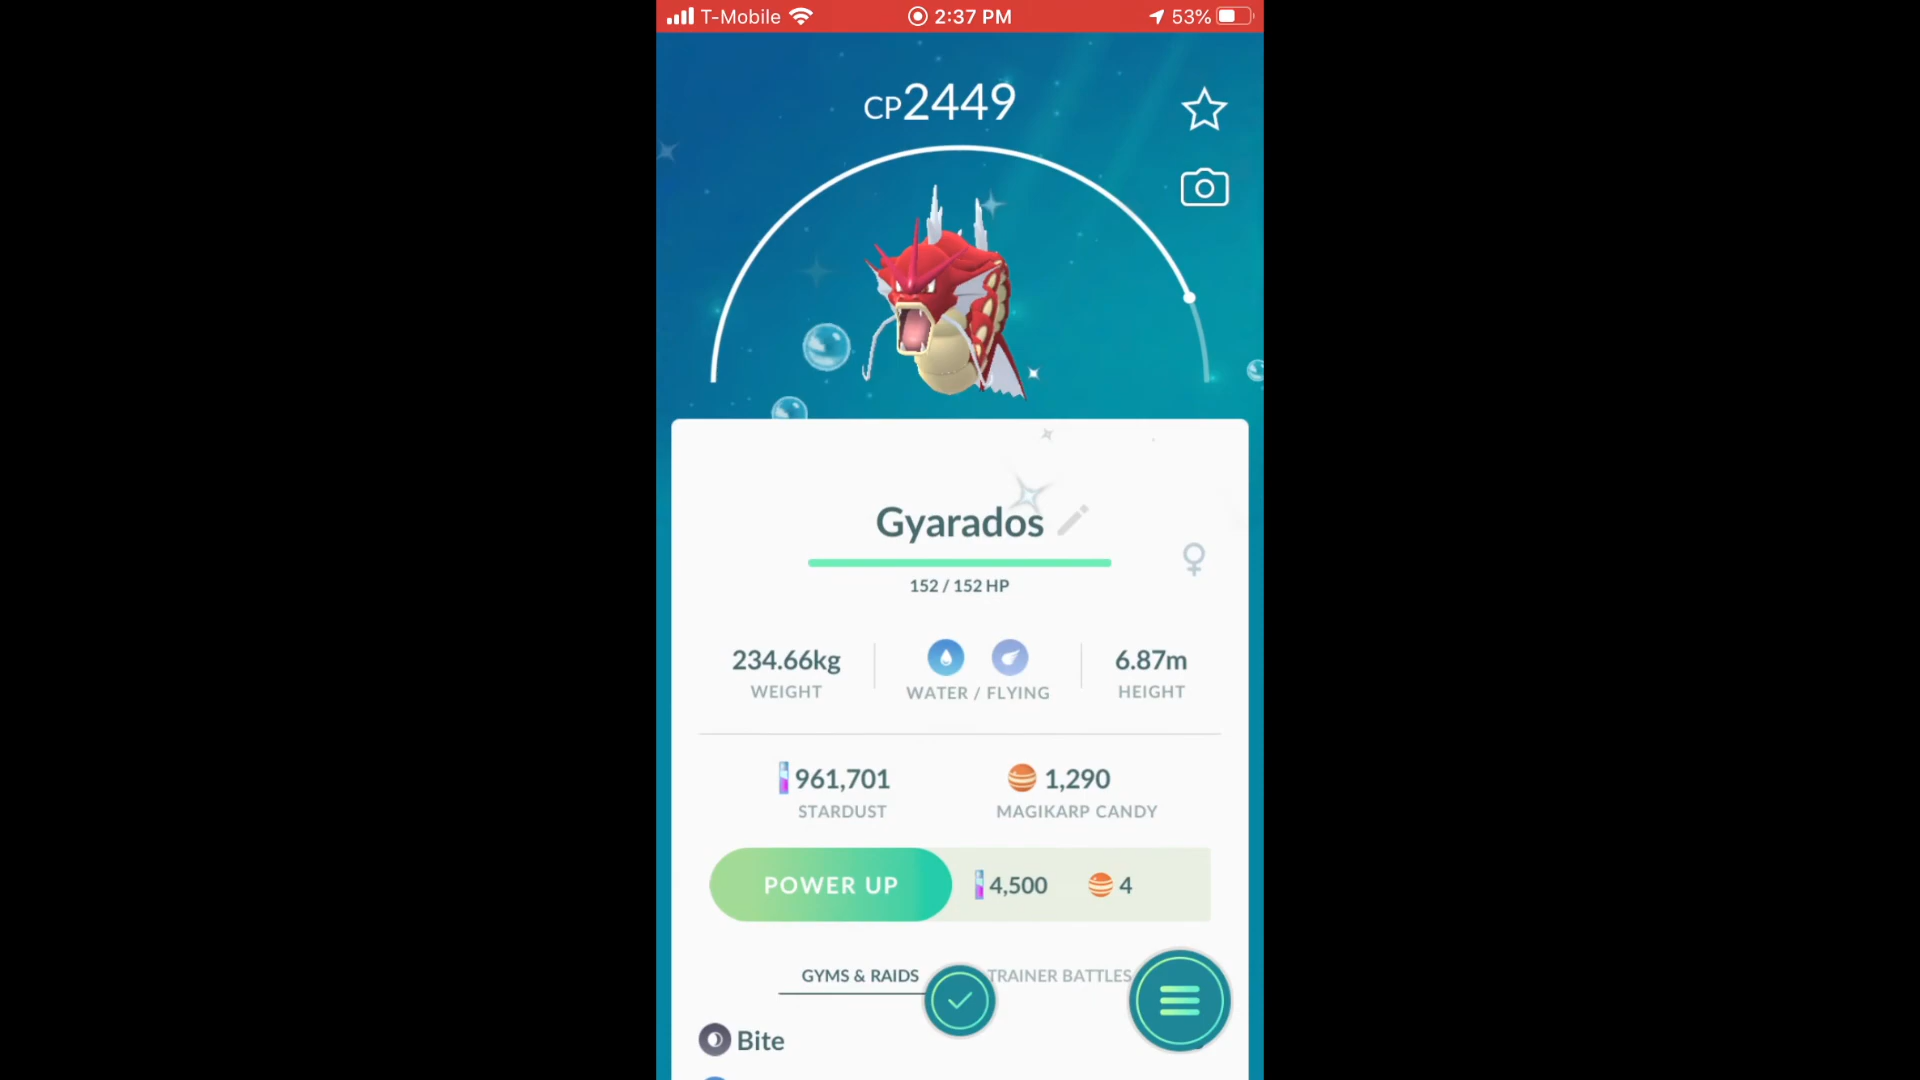 T-Mobile 2:37 PM 53%
CP2449
Gyarados
152 / 152 HP
234.66kg WATER / FLYING 6.87m
WEIGHT HEIGHT
961,701 1,290
STARDUST MAGIKARP CANDY
POWER UP 4,500 4
GYMS & RAIDS TRAINER BATTLES
Bite